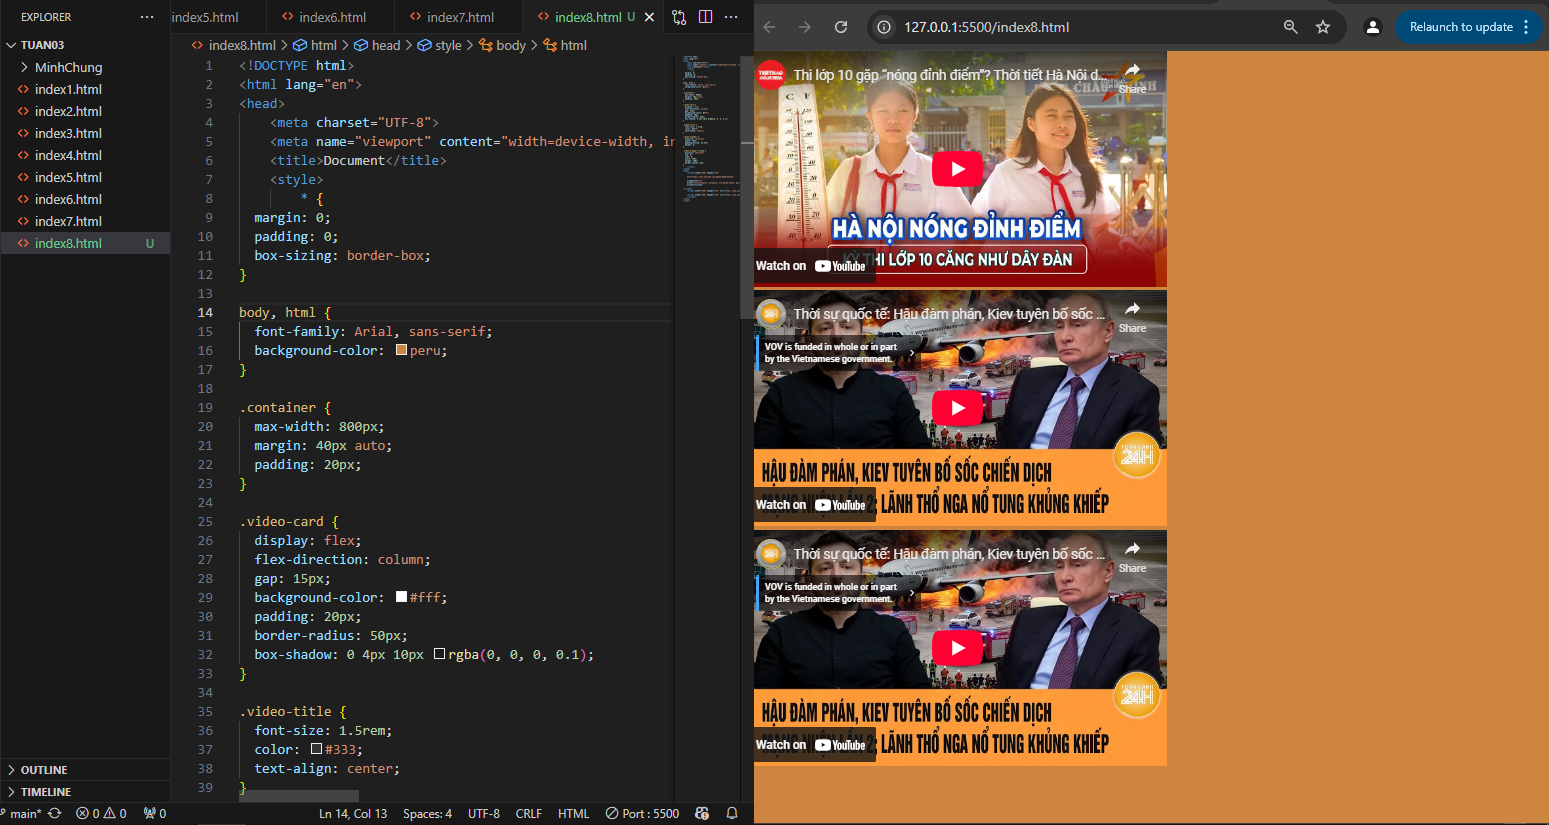 EXPLORER
TUAN03
MinhChung
index1.html
index2.html
index3.html
index4.html
index5.html
index6.html
index7.html
index8.html U
OUTLINE
TIMELINE
index5.html index6.html index7.html index8.html U
index8.html > html > head > style > body > html
1 <!DOCTYPE html>
2 <html lang="en">
3 <head>
4 <meta charset="UTF-8">
5 <meta name="viewport" content="width=device-width, in
6 <title>Document</title>
7 <style>
8 * {
9 margin: 0;
10 padding: 0;
11 box-sizing: border-box;
12 }
13
14 body, html {
15 font-family: Arial, sans-serif;
16 background-color: peru;
17 }
18
19 .container {
20 max-width: 800px;
21 margin: 40px auto;
22 padding: 20px;
23 }
24
25 .video-card {
26 display: flex;
27 flex-direction: column;
28 gap: 15px;
29 background-color: #fff;
30 padding: 20px;
31 border-radius: 50px;
32 box-shadow: 0 4px 10px rgba(0, 0, 0, 0.1);
33 }
34
35 .video-title {
36 font-size: 1.5rem;
37 color: #333;
38 text-align: center;
39 }
main* 0 0 0 Ln 14, Col 13 Spaces: 4 UTF-8 CRLF HTML Port : 5500
127.0.0.1:5500/index8.html Relaunch to update
Thi lớp 10 gặp “nóng đỉnh điểm”? Thời tiết Hà Nội d...
Share
C F
HÀ NỘI NÓNG ĐỈNH ĐIỂM
KỲ THI LỚP 10 CĂNG NHƯ DÂY ĐÀN
Watch on YouTube
Thời sự quốc tế: Hậu đàm phán, Kiev tuyên bố sốc ...
Share
VOV is funded in whole or in part
by the Vietnamese government.
24H
HẬU ĐÀM PHÁN, KIEV TUYÊN BỐ SỐC CHIẾN DỊCH
MẠNG NHỆN LẦN 2; LÃNH THỔ NGA NỔ TUNG KHỦNG KHIẾP
Watch on YouTube
Thời sự quốc tế: Hậu đàm phán, Kiev tuyên bố sốc ...
Share
VOV is funded in whole or in part
by the Vietnamese government.
24H
HẬU ĐÀM PHÁN, KIEV TUYÊN BỐ SỐC CHIẾN DỊCH
MẠNG NHỆN LẦN 2; LÃNH THỔ NGA NỔ TUNG KHỦNG KHIẾP
Watch on YouTube